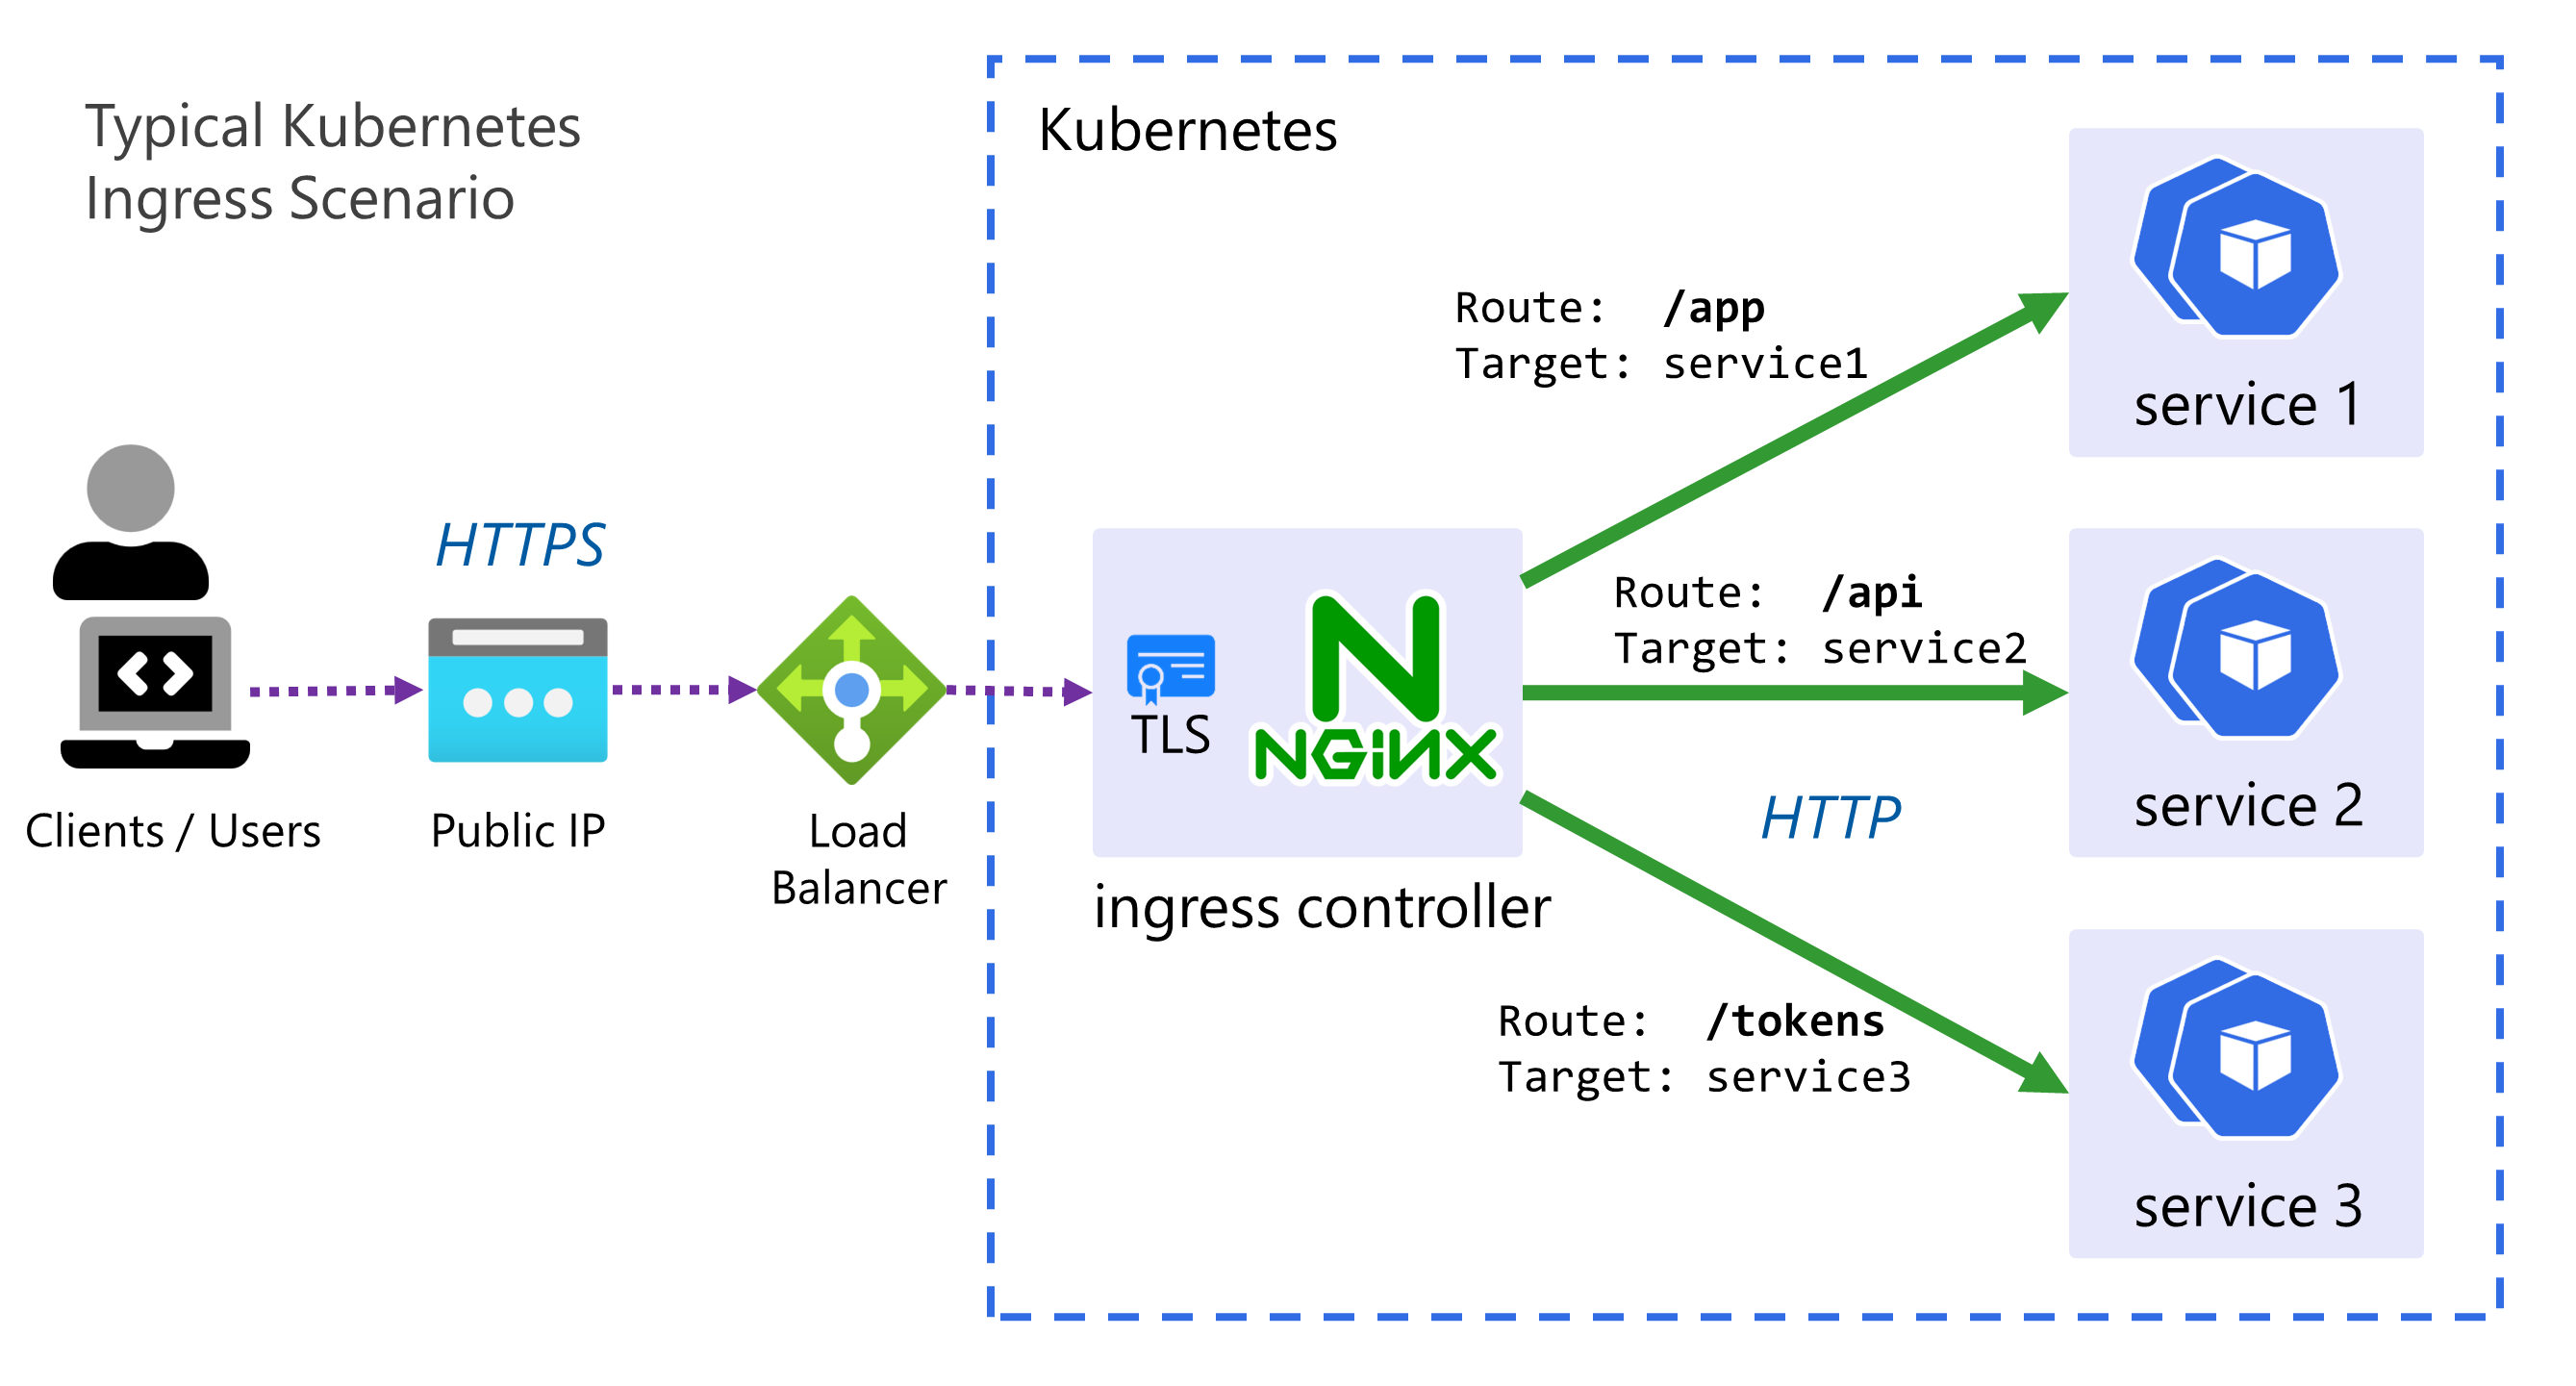 Typical Kubernetes
Ingress Scenario
Kubernetes
Route: /app
Target: service1
service 1
HTTPS
Clients / Users
Public IP
Load
Balancer
TLS
NGINX
ingress controller
Route: /api
Target: service2
HTTP
service 2
Route: /tokens
Target: service3
service 3